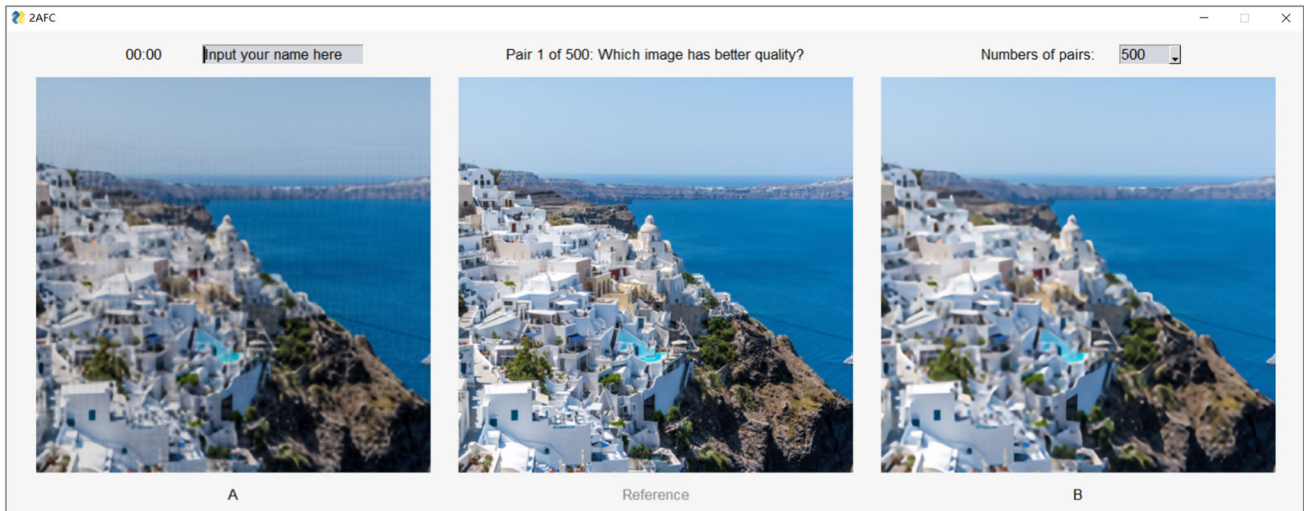 2AFC
00:00 Input your name here Pair 1 of 500: Which image has better quality? Numbers of pairs: 500
A Reference B